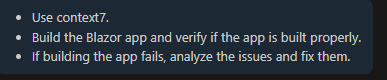 • Use context7.
• Build the Blazor app and verify if the app is built properly.
• If building the app fails, analyze the issues and fix them.